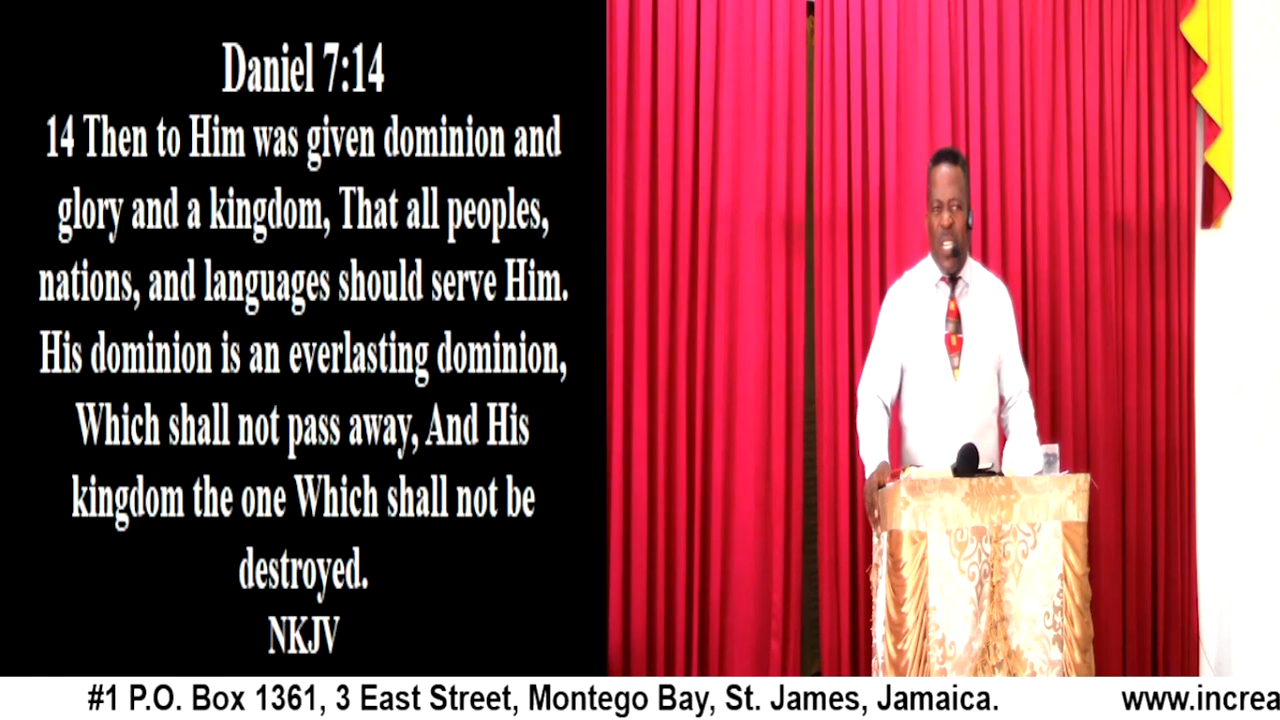 Daniel 7:14
14 Then to Him was given dominion and
glory and a kingdom, That all peoples,
nations, and languages should serve Him.
His dominion is an everlasting dominion,
Which shall not pass away, And His
kingdom the one Which shall not be
destroyed.
NKJV
#1 P.O. Box 1361, 3 East Street, Montego Bay, St. James, Jamaica. www.increa